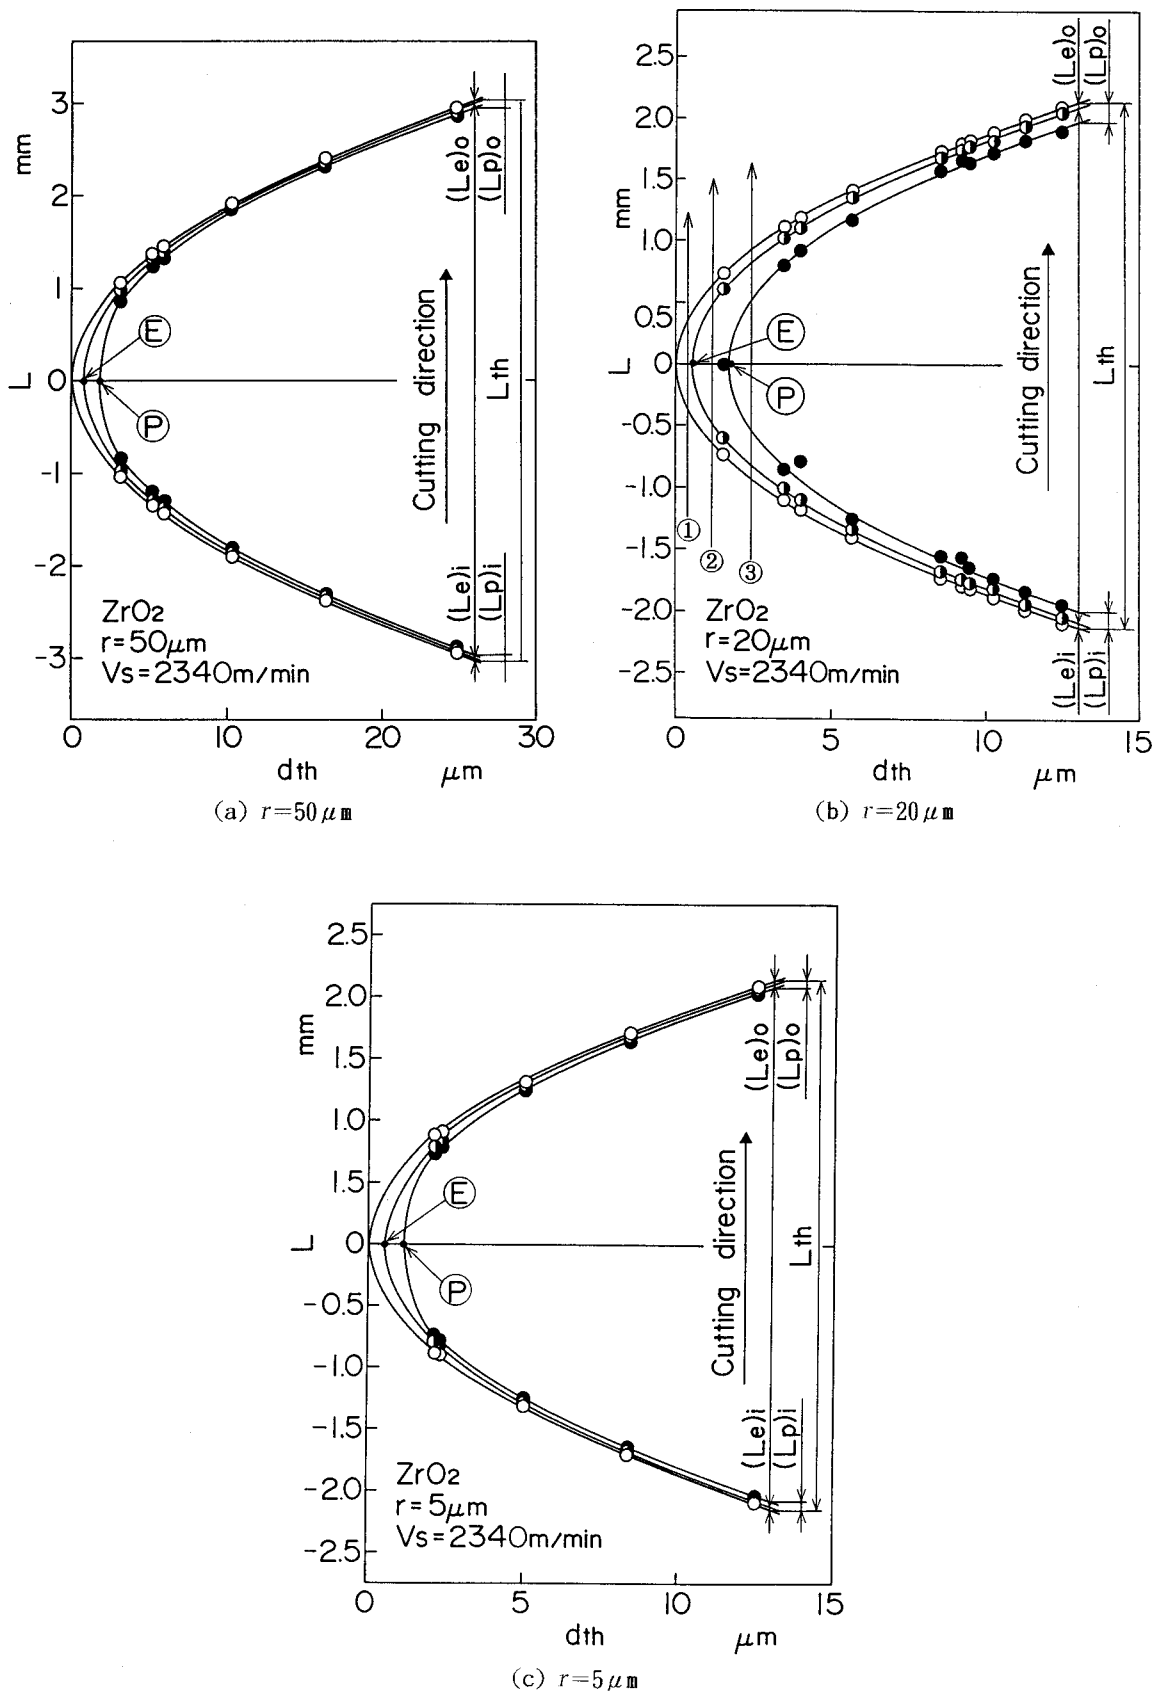 3
2
1
0
-1
-2
-3
mm
L
(Le)o
(Lp)o
E
P
Cutting direction
Lth
(Le)i
(Lp)i
ZrO2
r=50μm
Vs=2340m/min
0 10 20 30
dth μm
(a) r=50μm
2.5
2.0
1.5
1.0
0.5
0
-0.5
-1.0
-1.5
-2.0
-2.5
mm
L
(Le)o
(Lp)o
E
P
① ② ③
Cutting direction
Lth
(Le)i
(Lp)i
ZrO2
r=20μm
Vs=2340m/min
0 5 10 15
dth μm
(b) r=20μm
2.5
2.0
1.5
1.0
1.5
0
-0.5
-1.0
-1.5
-2.0
-2.5
mm
L
(Le)o
(Lp)o
E
P
Cutting direction
Lth
(Le)i
(Lp)i
ZrO2
r=5μm
Vs=2340m/min
0 5 10 15
dth μm
(c) r=5μm